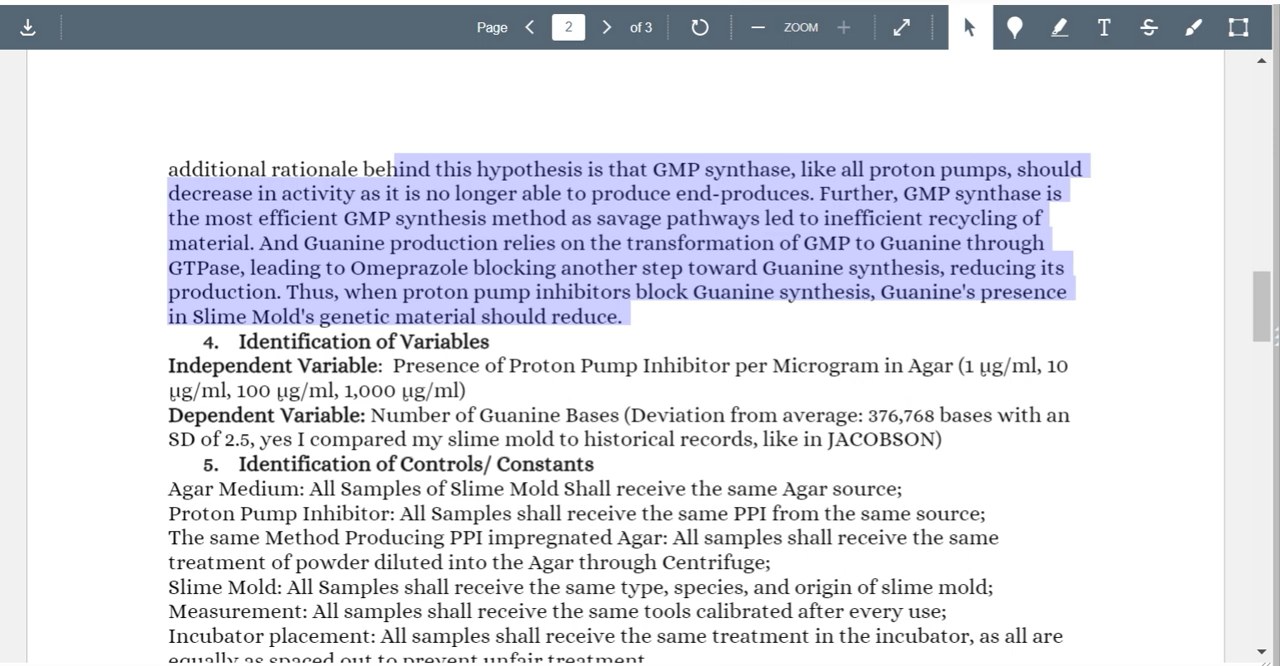 Page 2 of 3 ZOOM T S
additional rationale behind this hypothesis is that GMP synthase, like all proton pumps, should
decrease in activity as it is no longer able to produce end-produces. Further, GMP synthase is
the most efficient GMP synthesis method as savage pathways led to inefficient recycling of
material. And Guanine production relies on the transformation of GMP to Guanine through
GTPase, leading to Omeprazole blocking another step toward Guanine synthesis, reducing its
production. Thus, when proton pump inhibitors block Guanine synthesis, Guanine's presence
in Slime Mold's genetic material should reduce.
4. Identification of Variables
Independent Variable: Presence of Proton Pump Inhibitor per Microgram in Agar (1 µg/ml, 10
µg/ml, 100 µg/ml, 1,000 µg/ml)
Dependent Variable: Number of Guanine Bases (Deviation from average: 376,768 bases with an
SD of 2.5, yes I compared my slime mold to historical records, like in JACOBSON)
5. Identification of Controls/ Constants
Agar Medium: All Samples of Slime Mold Shall receive the same Agar source;
Proton Pump Inhibitor: All Samples shall receive the same PPI from the same source;
The same Method Producing PPI impregnated Agar: All samples shall receive the same
treatment of powder diluted into the Agar through Centrifuge;
Slime Mold: All Samples shall receive the same type, species, and origin of slime mold;
Measurement: All samples shall receive the same tools calibrated after every use;
Incubator placement: All samples shall receive the same treatment in the incubator, as all are
equally as spaced out to prevent unfair treatment